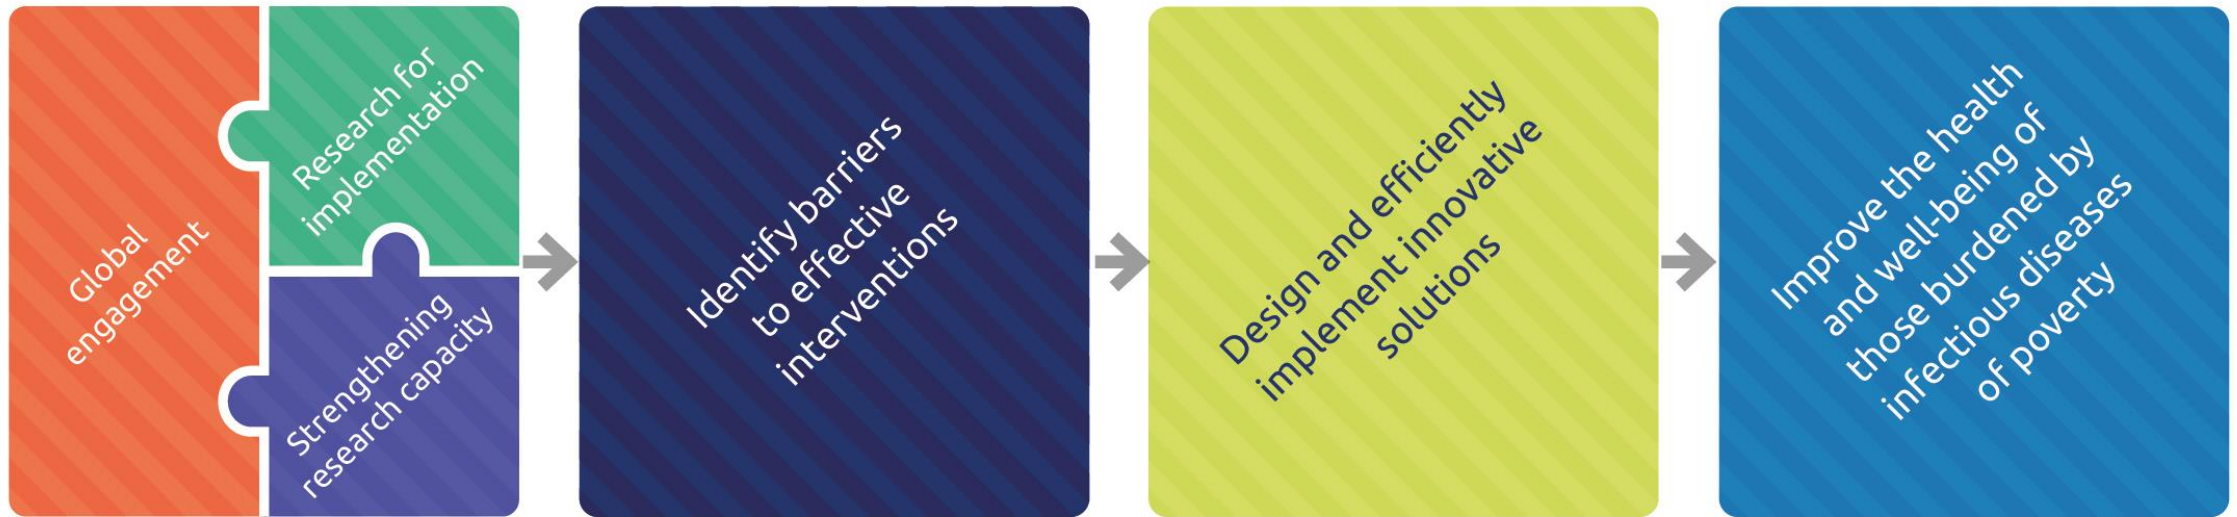 Global
engagement
Research for
implementation
Strengthening
research capacity
Identify barriers
to effective
interventions
Design and efficiently
implement innovative
solutions
Improve the health
and well-being of
those burdened by
infectious diseases
of poverty